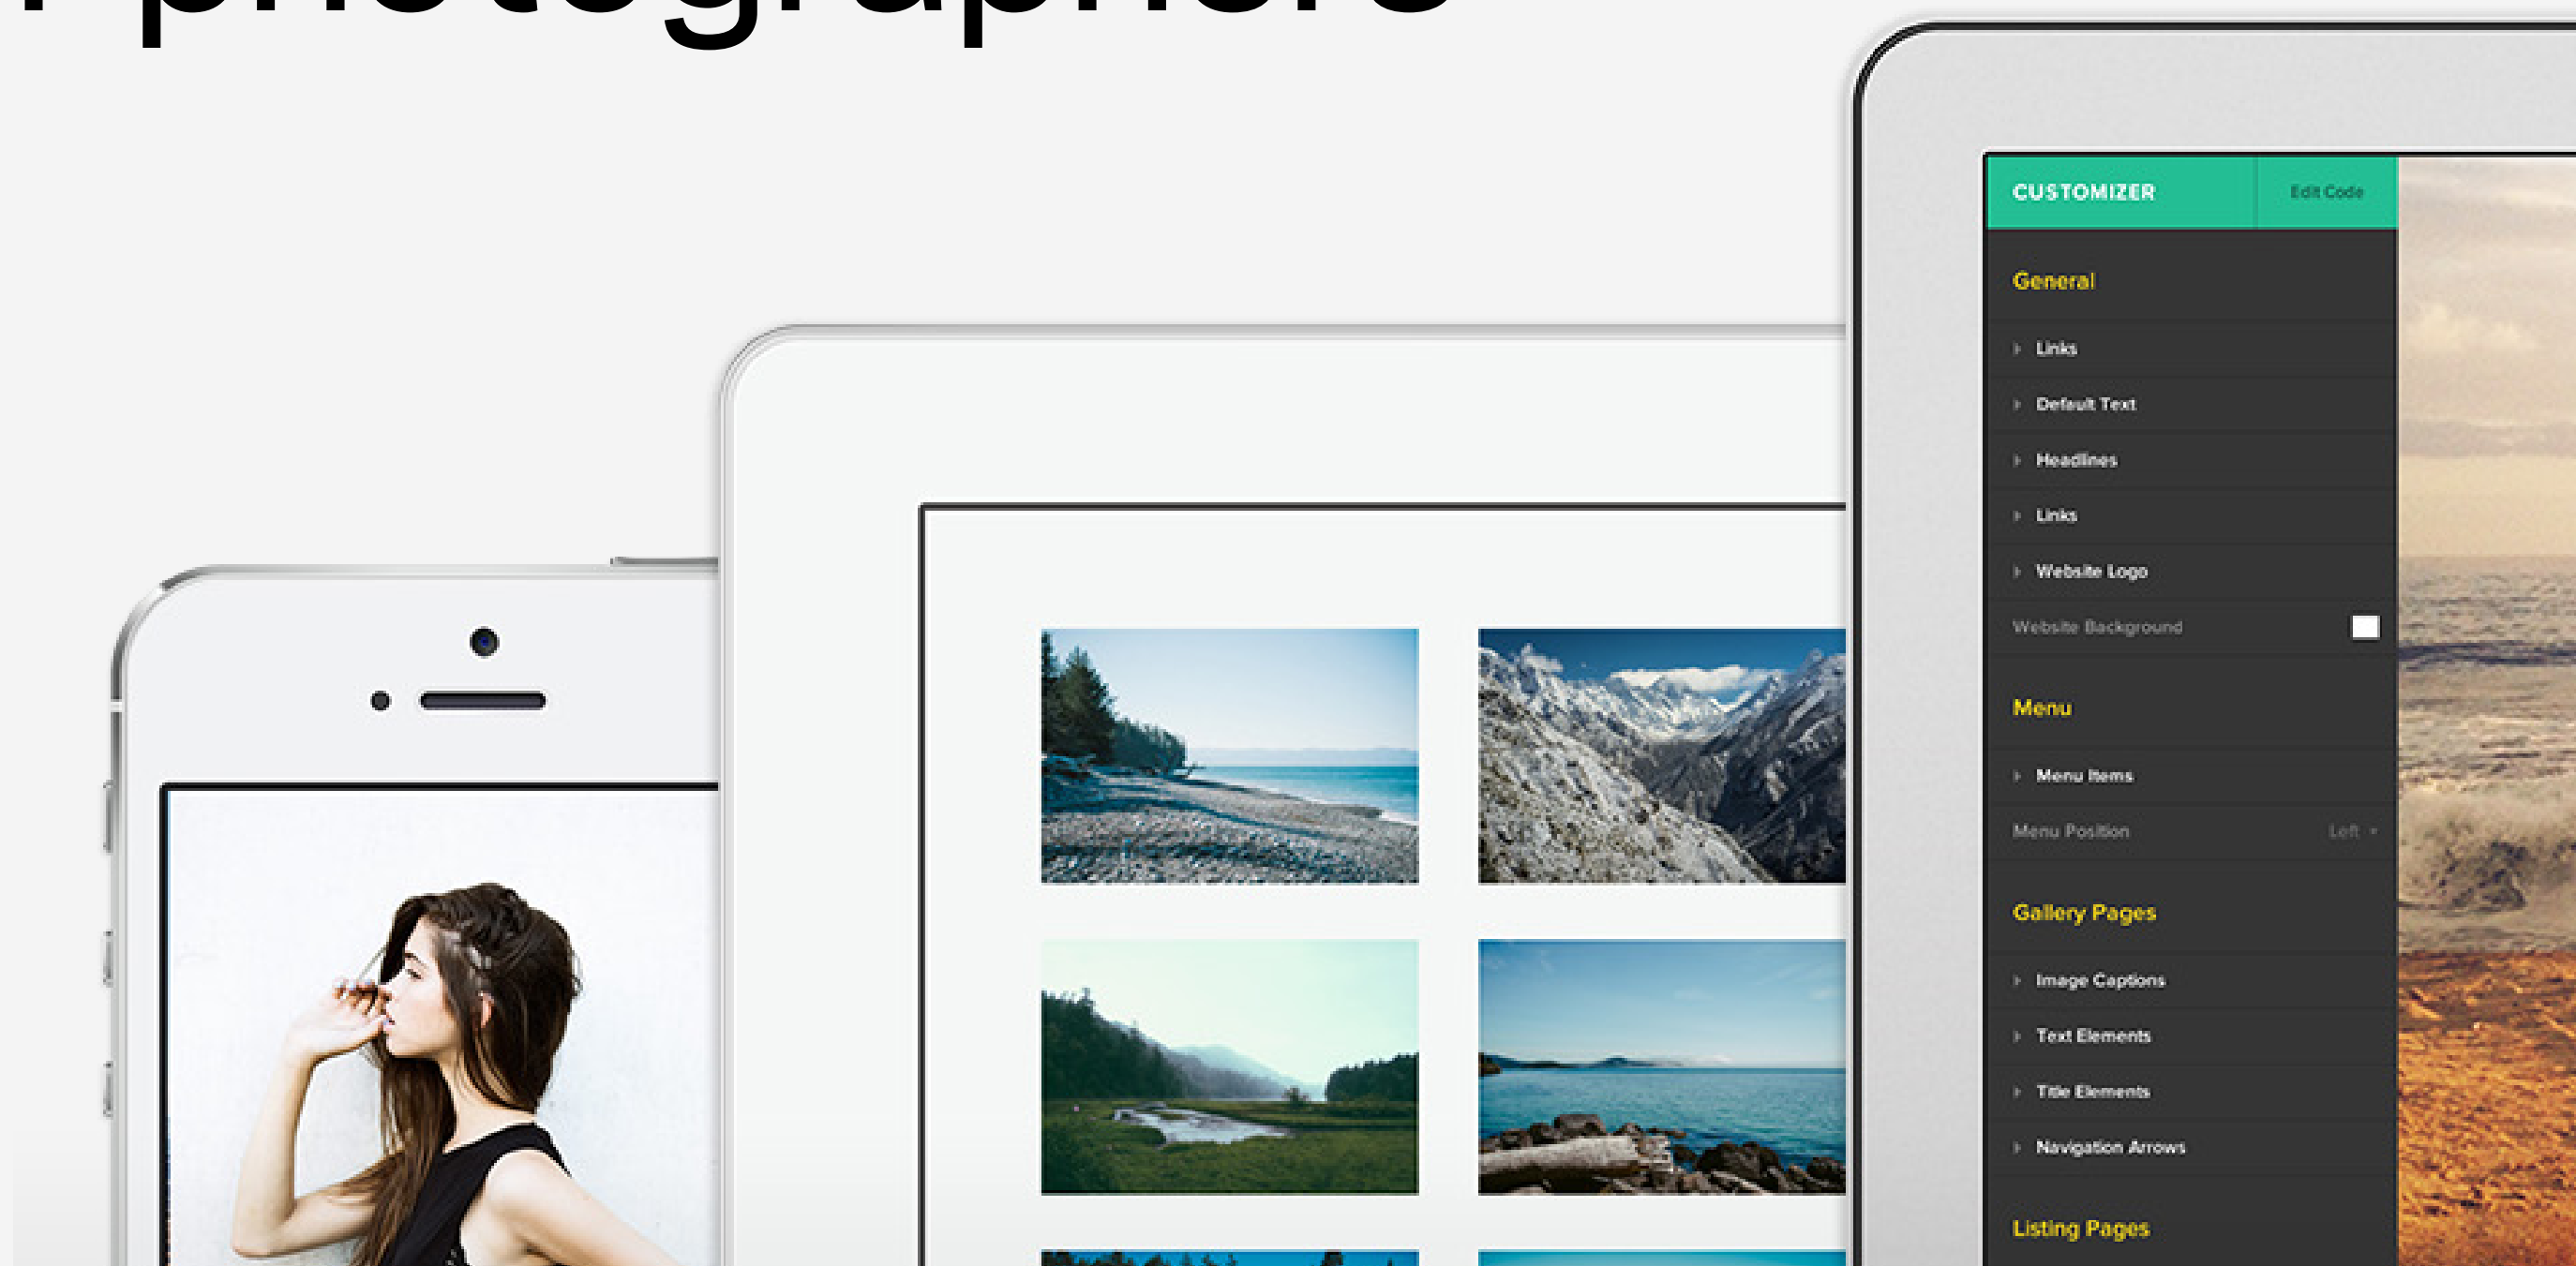 photographers
CUSTOMIZER
Edit Code
General
Links
Default Text
Headlines
Links
Website Logo
Website Background
Menu
Menu Items
Menu Position
Left
Gallery Pages
Image Captions
Text Elements
Title Elements
Navigation Arrows
Listing Pages